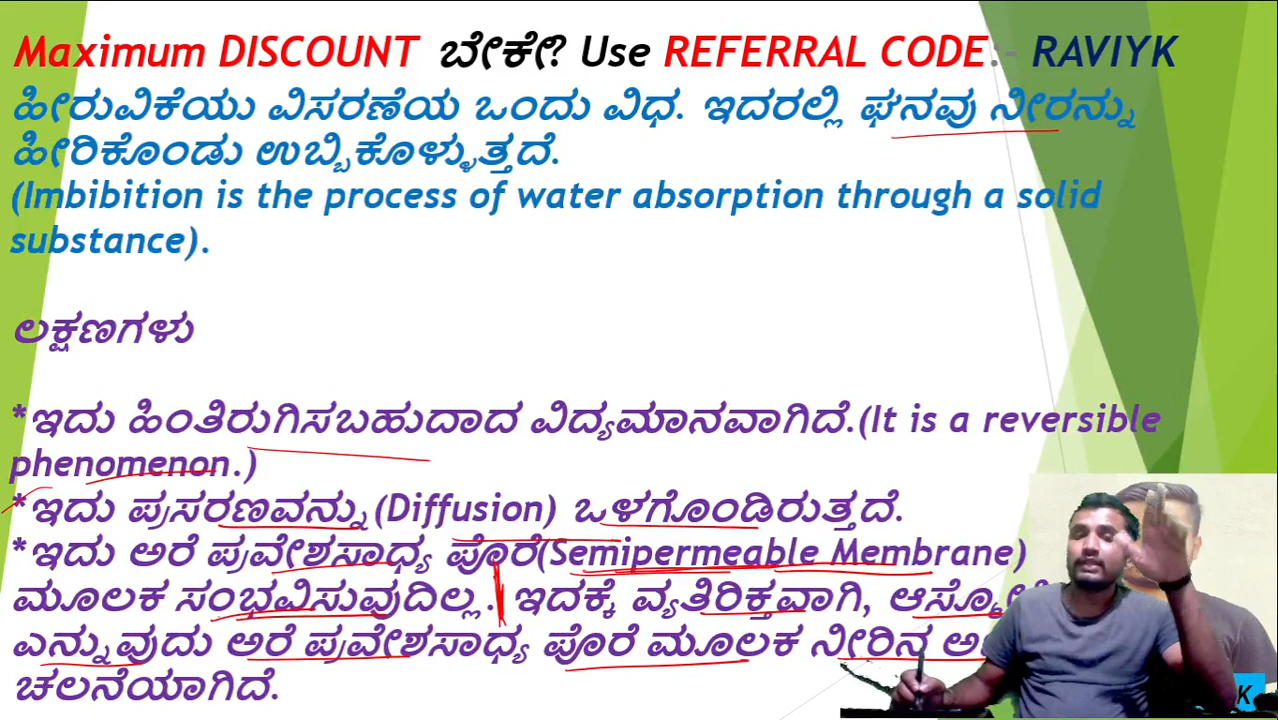 Maximum DISCOUNT ಬೇಕೇ? Use REFERRAL CODE:- RAVIYK
ಹೀರುವಿಕೆಯು ವಿಸರಣೆಯ ಒಂದು ವಿಧ. ಇದರಲ್ಲಿ ಘನವು ನೀರನ್ನು
ಹೀರಿಕೊಂಡು ಉಬ್ಬಿಕೊಳ್ಳುತ್ತದೆ.
(Imbibition is the process of water absorption through a solid
substance).
ಲಕ್ಷಣಗಳು
*ಇದು ಹಿಂತಿರುಗಿಸಬಹುದಾದ ವಿದ್ಯಮಾನವಾಗಿದೆ.(It is a reversible
phenomenon.)
*ಇದು ಪ್ರಸರಣವನ್ನು(Diffusion) ಒಳಗೊಂಡಿರುತ್ತದೆ.
*ಇದು ಅರೆ ಪ್ರವೇಶಸಾಧ್ಯ ಪೊರೆ(Semipermeable Membrane)
ಮೂಲಕ ಸಂಭವಿಸುವುದಿಲ್ಲ. ಇದಕ್ಕೆ ವ್ಯತಿರಿಕ್ತವಾಗಿ,
ಎನ್ನುವುದು ಅರೆ ಪ್ರವೇಶಸಾಧ್ಯ ಪೊರೆ ಮೂಲಕ ನೀರಿನ
ಚಲನೆಯಾಗಿದೆ.
K